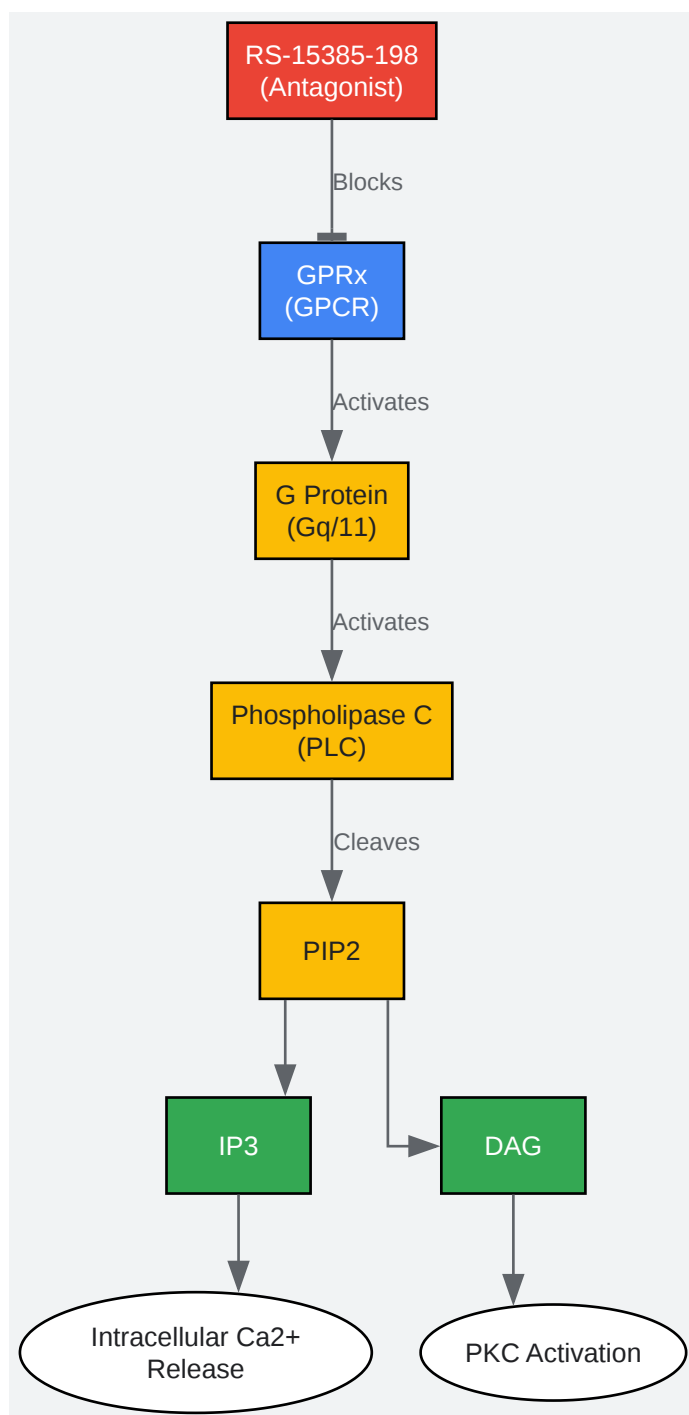 RS-15385-198
(Antagonist)
Blocks
GPRx
(GPCR)
Activates
G Protein
(Gq/11)
Activates
Phospholipase C
(PLC)
Cleaves
PIP2
IP3
DAG
Intracellular Ca2+
Release
PKC Activation